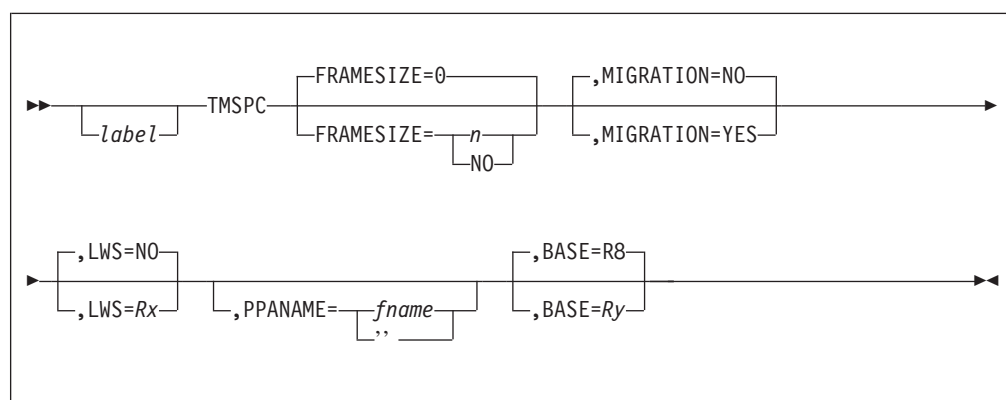 FRAMESIZE=0 ,MIGRATION=NO
label TMSPC FRAMESIZE= n ,MIGRATION=YES
NO
,LWS=NO ,BASE=R8
,LWS=Rx ,PPANAME= fname ,BASE=Ry
’’